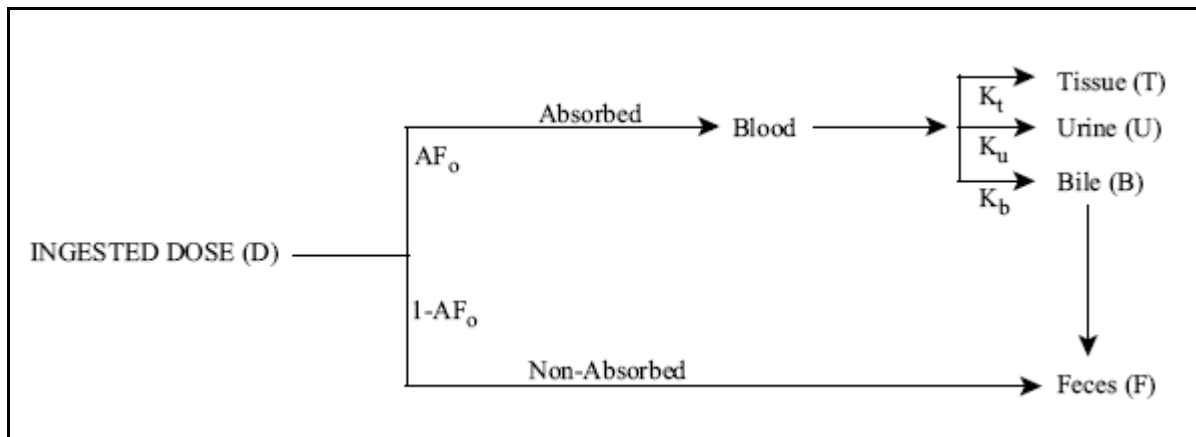 Tissue (T)
K_t
Absorbed
Blood
Urine (U)
AF_o
K_u
Bile (B)
K_b
INGESTED DOSE (D)
1-AF_o
Non-Absorbed
Feces (F)